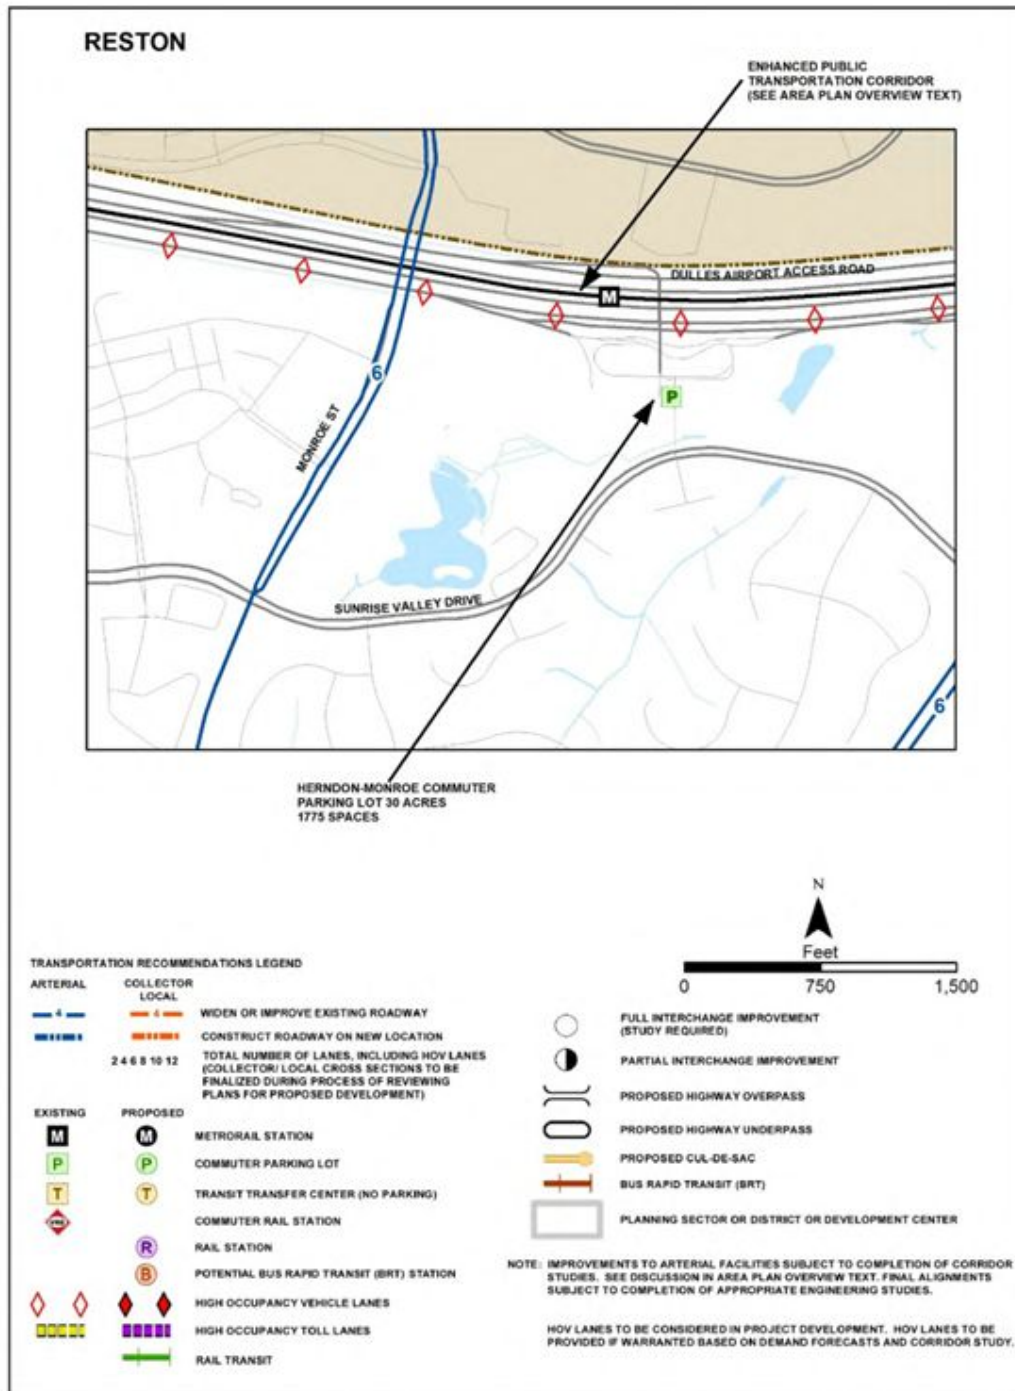 RESTON
ENHANCED PUBLIC
TRANSPORTATION CORRIDOR
(SEE AREA PLAN OVERVIEW TEXT)
DULLES AIRPORT ACCESS ROAD
M
6
P
MONROE ST
SUNRISE VALLEY DRIVE
6
HERNDON-MONROE COMMUTER
PARKING LOT 30 ACRES
1775 SPACES
N
Feet
0 750 1,500
TRANSPORTATION RECOMMENDATIONS LEGEND
ARTERIAL COLLECTOR
LOCAL
4 4 WIDEN OR IMPROVE EXISTING ROADWAY
CONSTRUCT ROADWAY ON NEW LOCATION
2 4 6 8 10 12 TOTAL NUMBER OF LANES, INCLUDING HOV LANES
(COLLECTOR/ LOCAL CROSS SECTIONS TO BE
FINALIZED DURING PROCESS OF REVIEWING
PLANS FOR PROPOSED DEVELOPMENT)
EXISTING PROPOSED
M M METRORAIL STATION
P P COMMUTER PARKING LOT
T T TRANSIT TRANSFER CENTER (NO PARKING)
VRE COMMUTER RAIL STATION
R RAIL STATION
B POTENTIAL BUS RAPID TRANSIT (BRT) STATION
HIGH OCCUPANCY VEHICLE LANES
HIGH OCCUPANCY TOLL LANES
RAIL TRANSIT
FULL INTERCHANGE IMPROVEMENT
(STUDY REQUIRED)
PARTIAL INTERCHANGE IMPROVEMENT
PROPOSED HIGHWAY OVERPASS
PROPOSED HIGHWAY UNDERPASS
PROPOSED CUL-DE-SAC
BUS RAPID TRANSIT (BRT)
PLANNING SECTOR OR DISTRICT OR DEVELOPMENT CENTER
NOTE: IMPROVEMENTS TO ARTERIAL FACILITIES SUBJECT TO COMPLETION OF CORRIDOR
STUDIES. SEE DISCUSSION IN AREA PLAN OVERVIEW TEXT. FINAL ALIGNMENTS
SUBJECT TO COMPLETION OF APPROPRIATE ENGINEERING STUDIES.
HOV LANES TO BE CONSIDERED IN PROJECT DEVELOPMENT. HOV LANES TO BE
PROVIDED IF WARRANTED BASED ON DEMAND FORECASTS AND CORRIDOR STUDY.